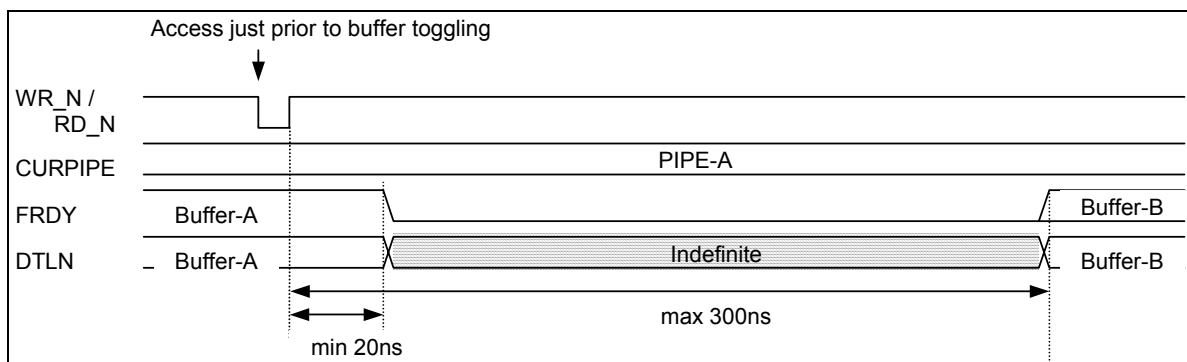 Access just prior to buffer toggling
WR_N /
RD_N
CURPIPE
PIPE-A
FRDY
Buffer-A
Buffer-B
DTLN
Buffer-A
Indefinite
Buffer-B
max 300ns
min 20ns